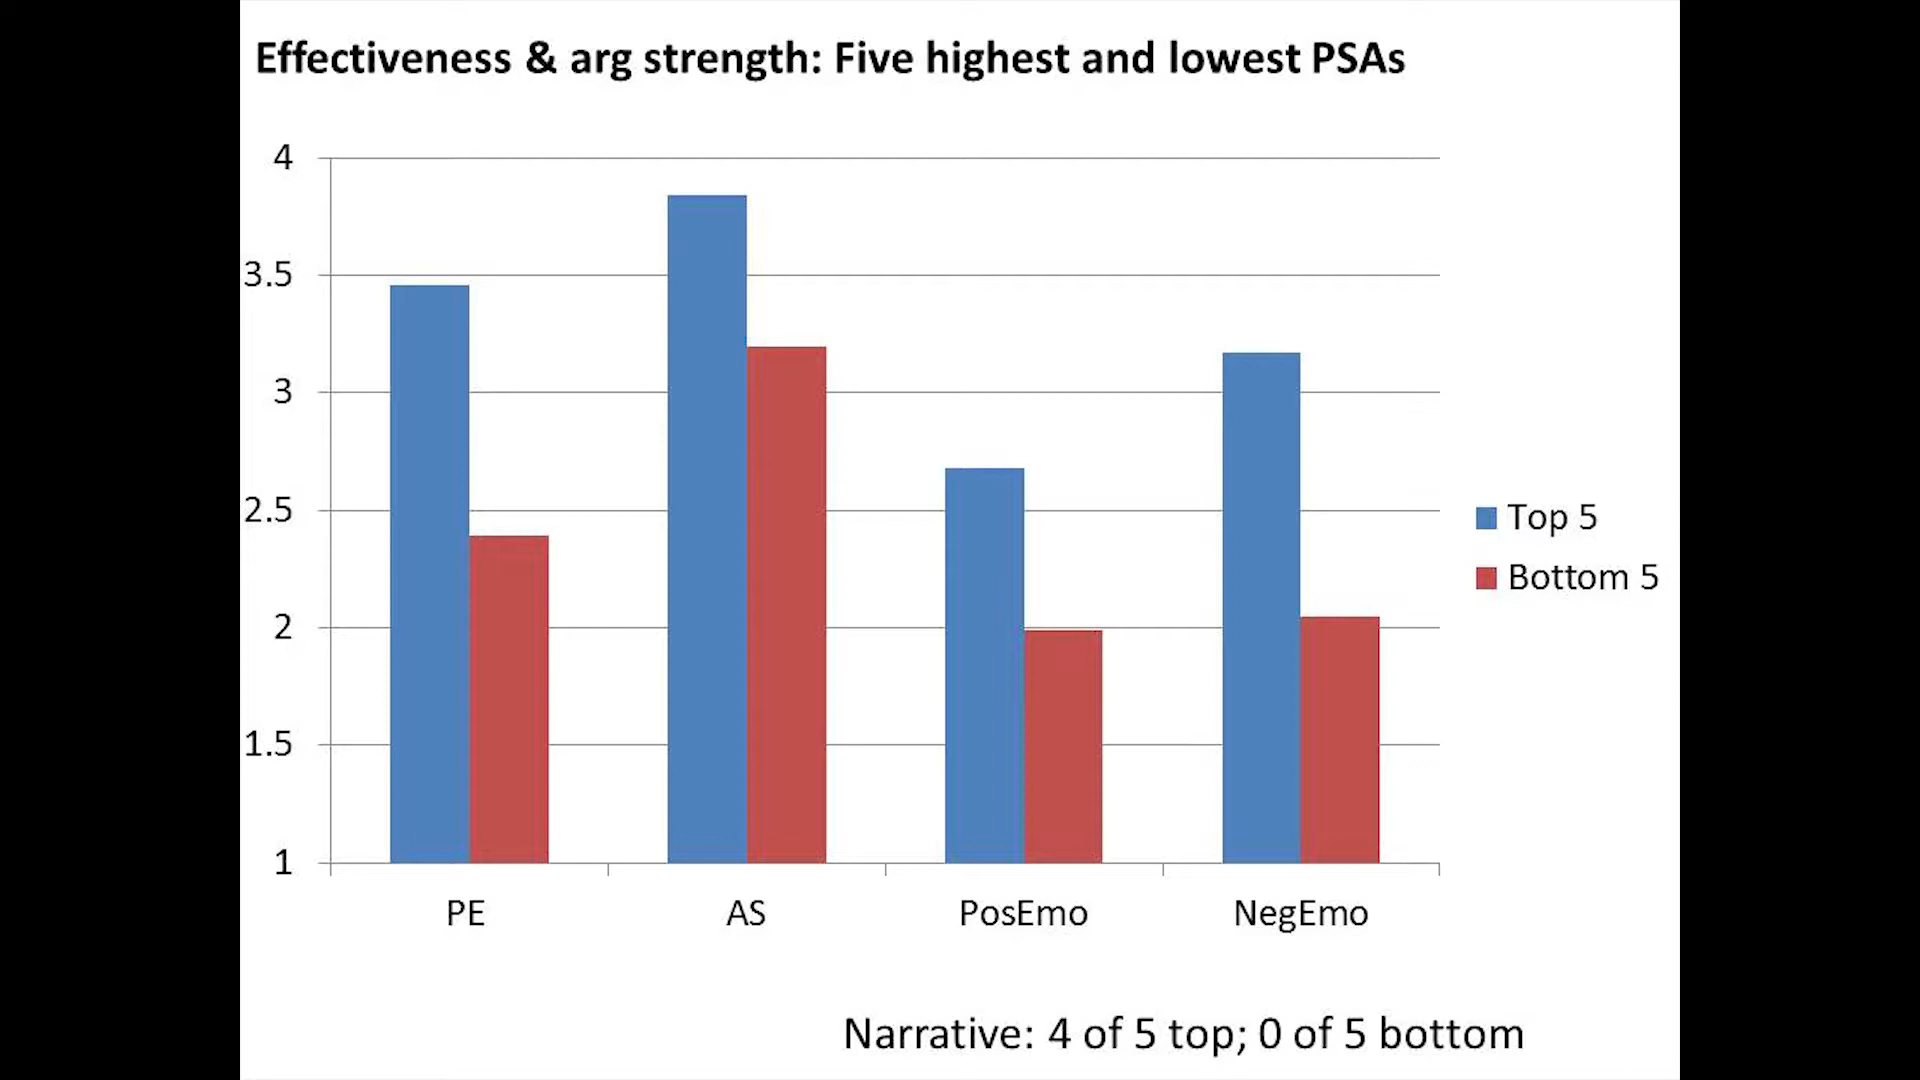 Effectiveness & arg strength: Five highest and lowest PSAs
4
3.5
3
2.5
2
1.5
1
PE AS PosEmo NegEmo
Top 5
Bottom 5
Narrative: 4 of 5 top; 0 of 5 bottom